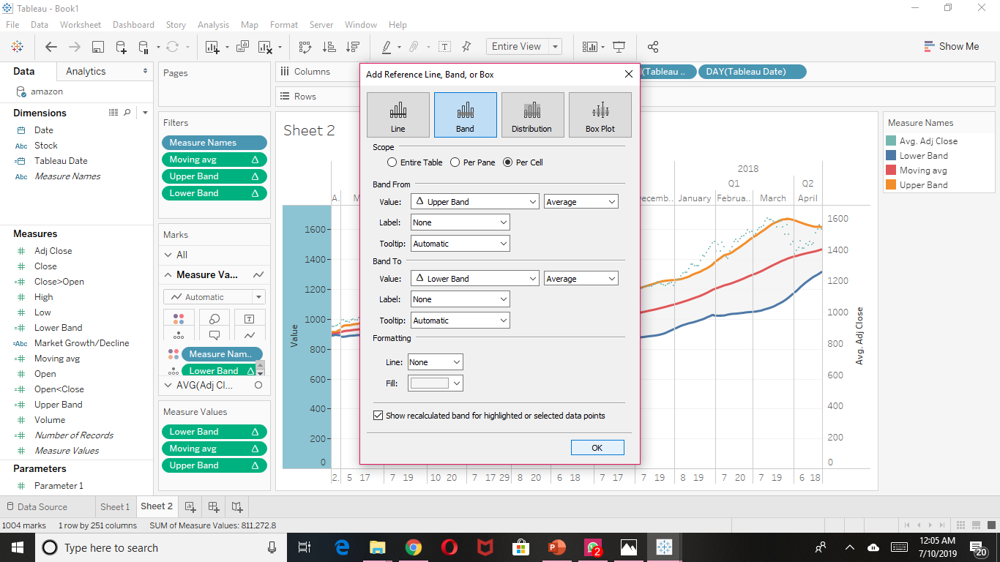 Tableau - Book1
File Data Worksheet Dashboard Story Analysis Map Format Server Window Help
Entire View
Show Me
Data Analytics
amazon
Dimensions
Date
Abc Stock
Tableau Date
Abc Measure Names
Measures
Adj Close
Close
Close>Open
High
Low
Lower Band
=Abc Market Growth/Decline
Moving avg
Open
Open<Close
Upper Band
Volume
Number of Records
Measure Values
Parameters
Parameter 1
Pages
Filters
Measure Names
Moving avg
Upper Band
Lower Band
Marks
All
Measure Va...
Automatic
Measure Nam..
Lower Band
AVG(Adj Cl...
Measure Values
Lower Band
Moving avg
Upper Band
Columns
(Tableau .. DAY(Tableau Date)
Rows
Sheet 2
A. M
Value
1600
1400
1200
1000
800
600
400
200
0
2. 5 17 7 19 10 20 8 17 29 8 20 6 18 7 17 7 19 8 19 7 20 7 19 6 18
Add Reference Line, Band, or Box
Line Band Distribution Box Plot
Scope
Entire Table Per Pane Per Cell
Band From
Value: Upper Band Average
Label: None
Tooltip: Automatic
Band To
Value: Lower Band Average
Label: None
Tooltip: Automatic
Formatting
Line: None
Fill:
Show recalculated band for highlighted or selected data points
OK
2018
Q1 Q2
ecemb.. January Februa.. March April
1600
1400
1200
1000
800
600
400
200
0
Avg. Adj Close
Measure Names
Avg. Adj Close
Lower Band
Moving avg
Upper Band
Data Source Sheet 1 Sheet 2
1004 marks 1 row by 251 columns SUM of Measure Values: 811,272.8
Type here to search
2
12:05 AM
7/10/2019
20